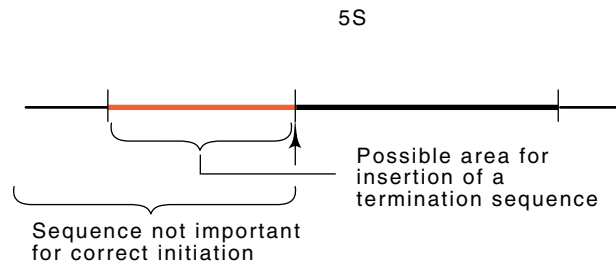 5S
Possible area for
insertion of a
termination sequence
Sequence not important
for correct initiation